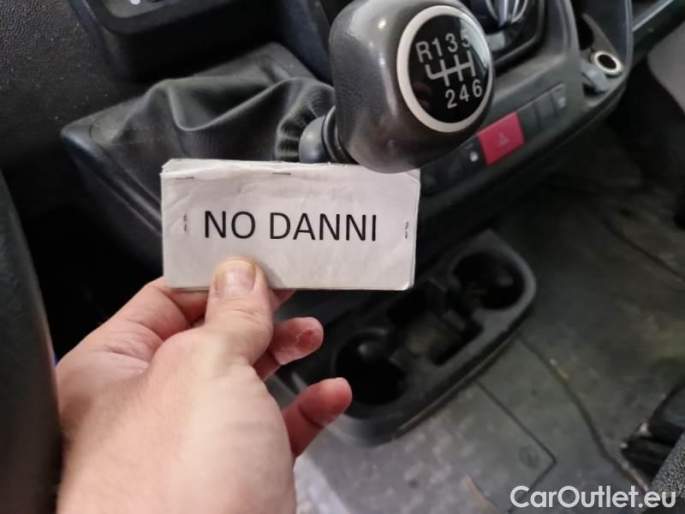 R135
246
NO DANNI
CarOutlet.eu